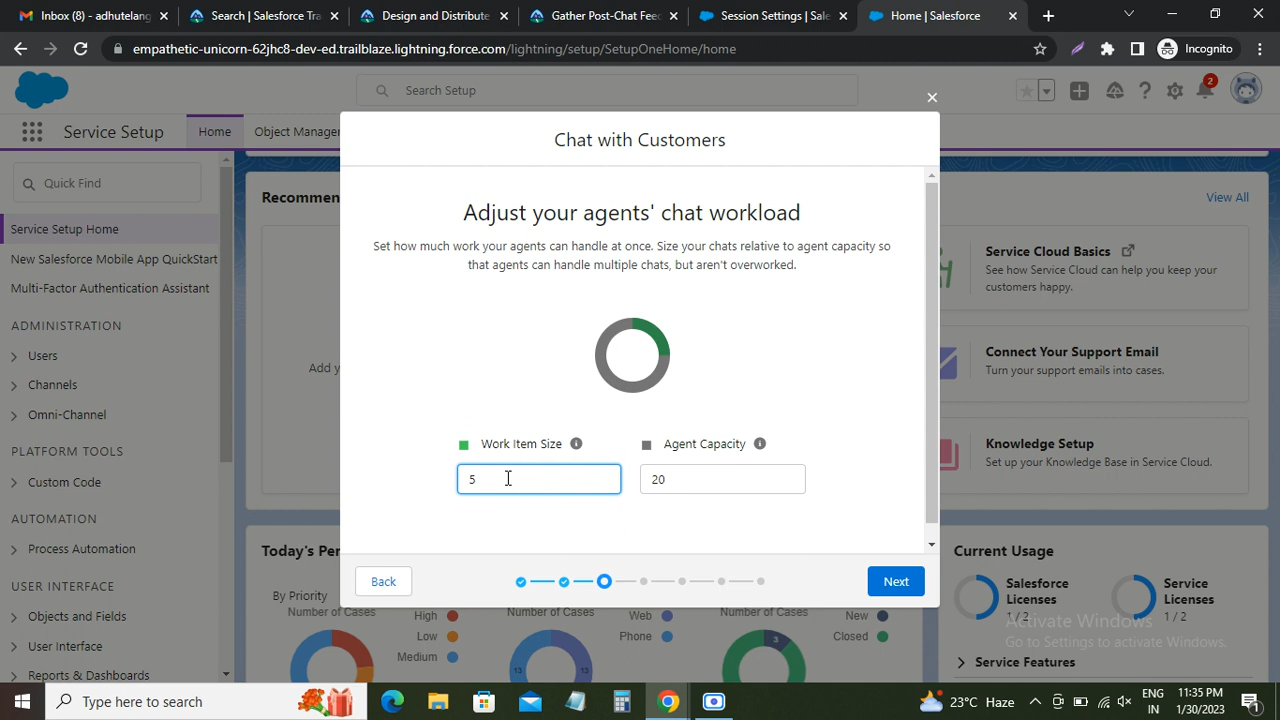 Inbox (8) - adhutelang
Search | Salesforce Tra
Design and Distribute
Gather Post-Chat Fee
Session Settings | Sale
Home | Salesforce
empathetic-unicorn-62jhc8-dev-ed.trailblaze.lightning.force.com/lightning/setup/SetupOneHome/home
Incognito
Search Setup
2
Service Setup
Home
Object Manager
Chat with Customers
Quick Find
Service Setup Home
New Salesforce Mobile App QuickStart
Multi-Factor Authentication Assistant
ADMINISTRATION
Users
Channels
Omni-Channel
PLATFORM TOOLS
Custom Code
AUTOMATION
Process Automation
USER INTERFACE
Objects and Fields
User Interface
Reports & Dashboards
Recommen
View All
Add y
Adjust your agents' chat workload
Set how much work your agents can handle at once. Size your chats relative to agent capacity so
that agents can handle multiple chats, but aren't overworked.
Work Item Size
Agent Capacity
5
20
Back
Next
Service Cloud Basics
See how Service Cloud can help you keep your
customers happy.
Connect Your Support Email
Turn your support emails into cases.
Knowledge Setup
Set up your Knowledge Base in Service Cloud.
Today's Per
By Priority
Number of Cases
High
Low
Medium
Number of Cases
Web
Phone
13
13
Number of Cases
New
Closed
3
Current Usage
Salesforce
Licenses
1 / 2
Service
Licenses
1 / 2
Service Features
Activate Windows
Go to Settings to activate Windows.
Type here to search
23°C Haze
ENG
IN
11:35 PM
1/30/2023
1